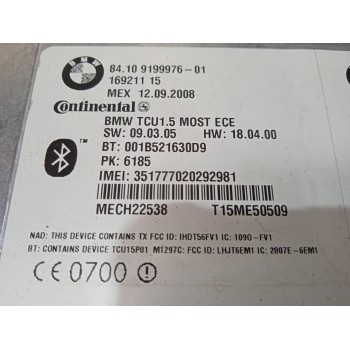 BMW
84.10 9199976-01
169211 15
MEX 12.09.2008
Continental
BMW TCU1.5 MOST ECE
SW: 09.03.05 HW: 18.04.00
BT: 001B521630D9
PK: 6185
IMEI: 351777020292981
MECH22538 T15ME50509
NAD: THIS DEVICE CONTAINS TX FCC ID: IHDT56FV1 IC: 109O-FV1
BT: CONTAINS DEVICE TCU15P01 M1297C: FCC ID: LHJT6EM1 IC: 2807E-6EM1
CE 0700 !